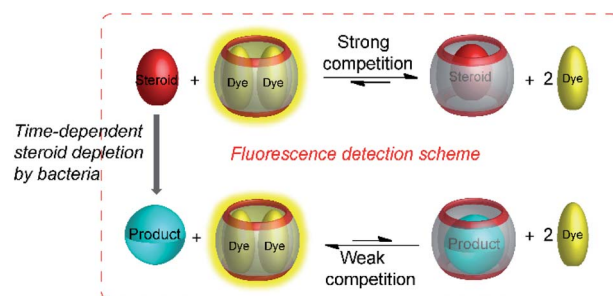 Steroid + Dye Dye Strong competition Steroid + 2 Dye
Time-dependent
steroid depletion
by bacteria
Fluorescence detection scheme
Product + Dye Dye Weak competition Product + 2 Dye